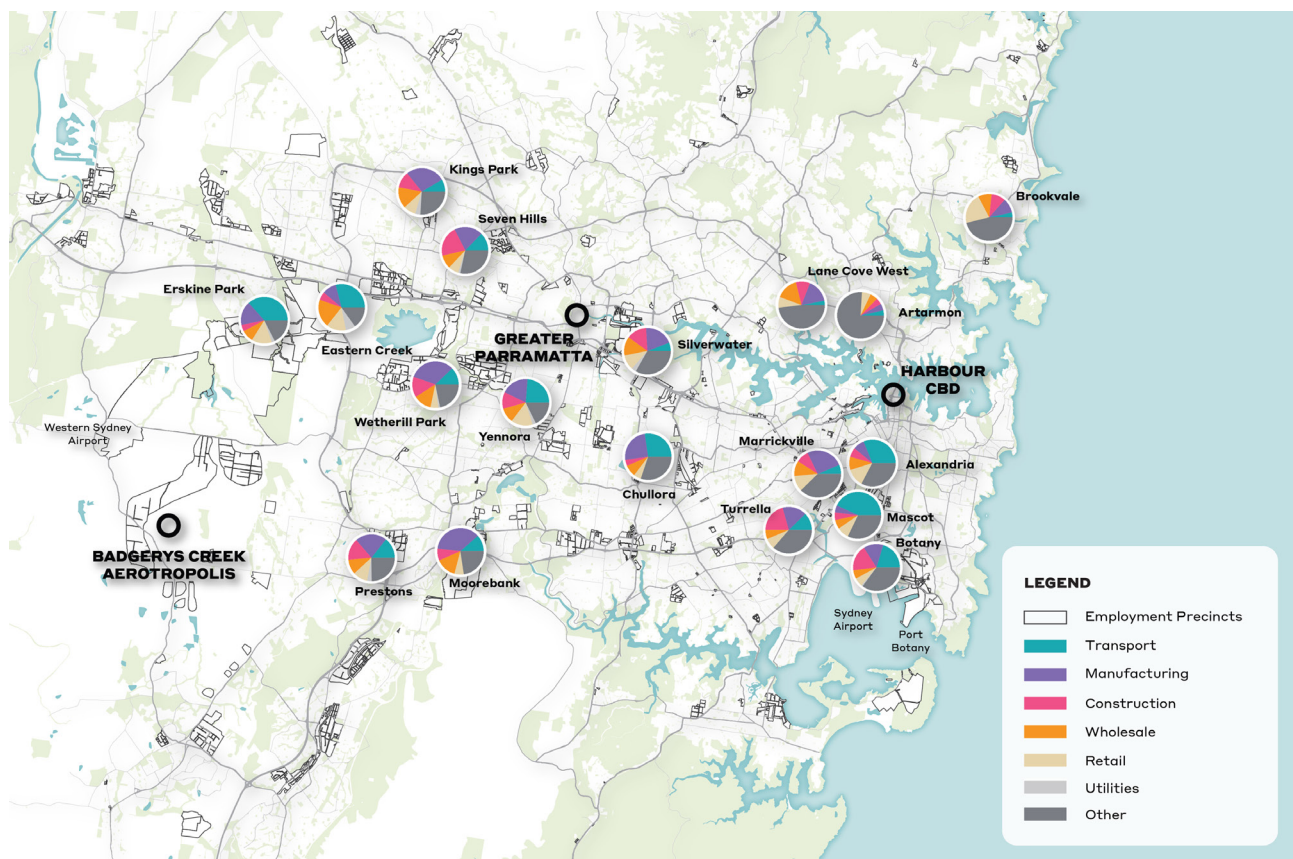 Kings Park
Brookvale
Seven Hills
Lane Cove West
Erskine Park
Artarmon
GREATER
PARRAMATTA
Silverwater
Eastern Creek
HARBOUR
CBD
Wetherill Park
Western Sydney
Airport
Yennora
Marrickville
Alexandria
Chullora
Turrella
Mascot
Botany
BADGERYS CREEK
AEROTROPOLIS
Moorebank
Prestons
Sydney
Airport
Port
Botany
LEGEND
Employment Precincts
Transport
Manufacturing
Construction
Wholesale
Retail
Utilities
Other